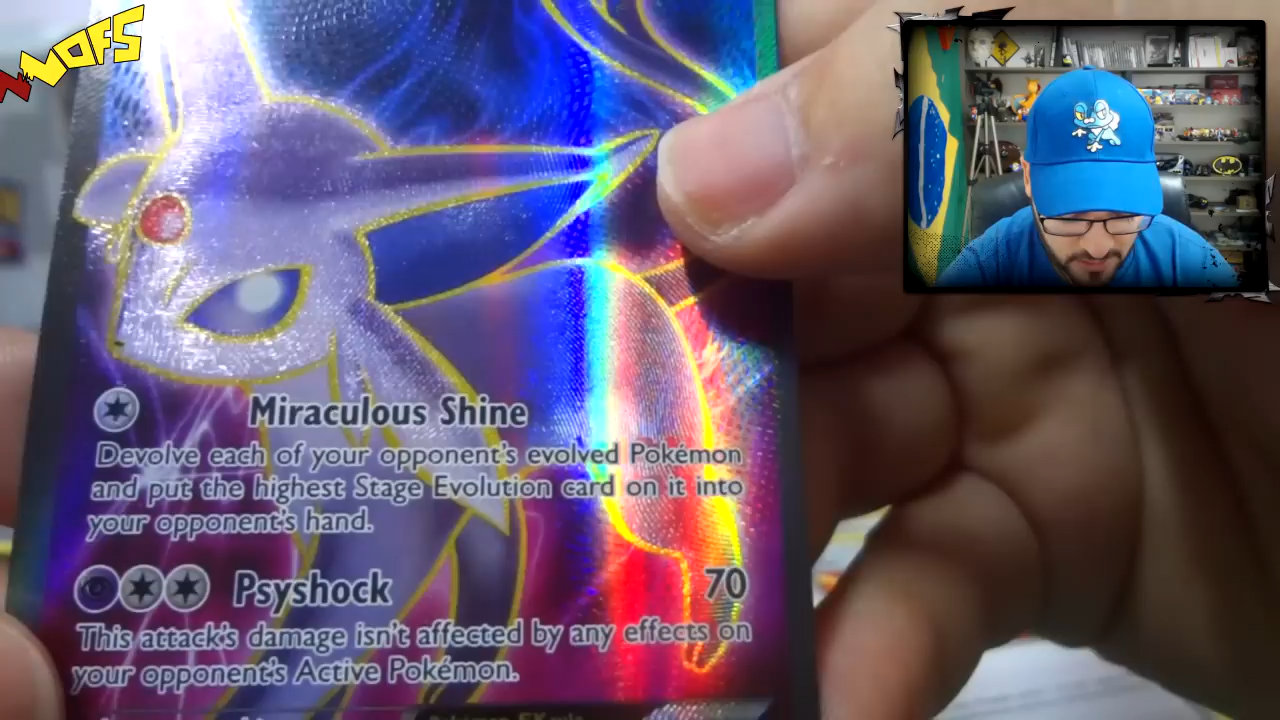 WOFS
Miraculous Shine
Devolve each of your opponent's evolved Pokémon
and put the highest Stage Evolution card on it into
your opponent's hand.
Psyshock 70
This attack's damage isn't affected by any effects on
your opponent's Active Pokémon.